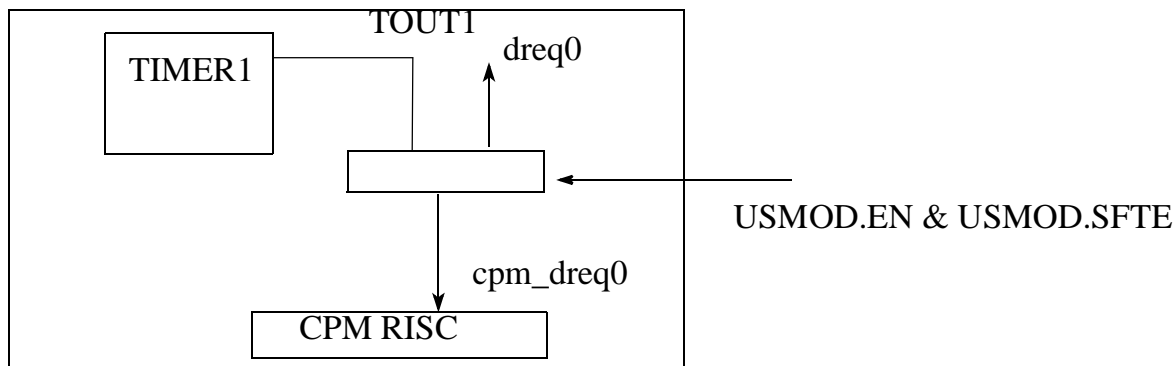 TOUT1
dreq0
TIMER1
USMOD.EN & USMOD.SFTE
cpm_dreq0
CPM RISC